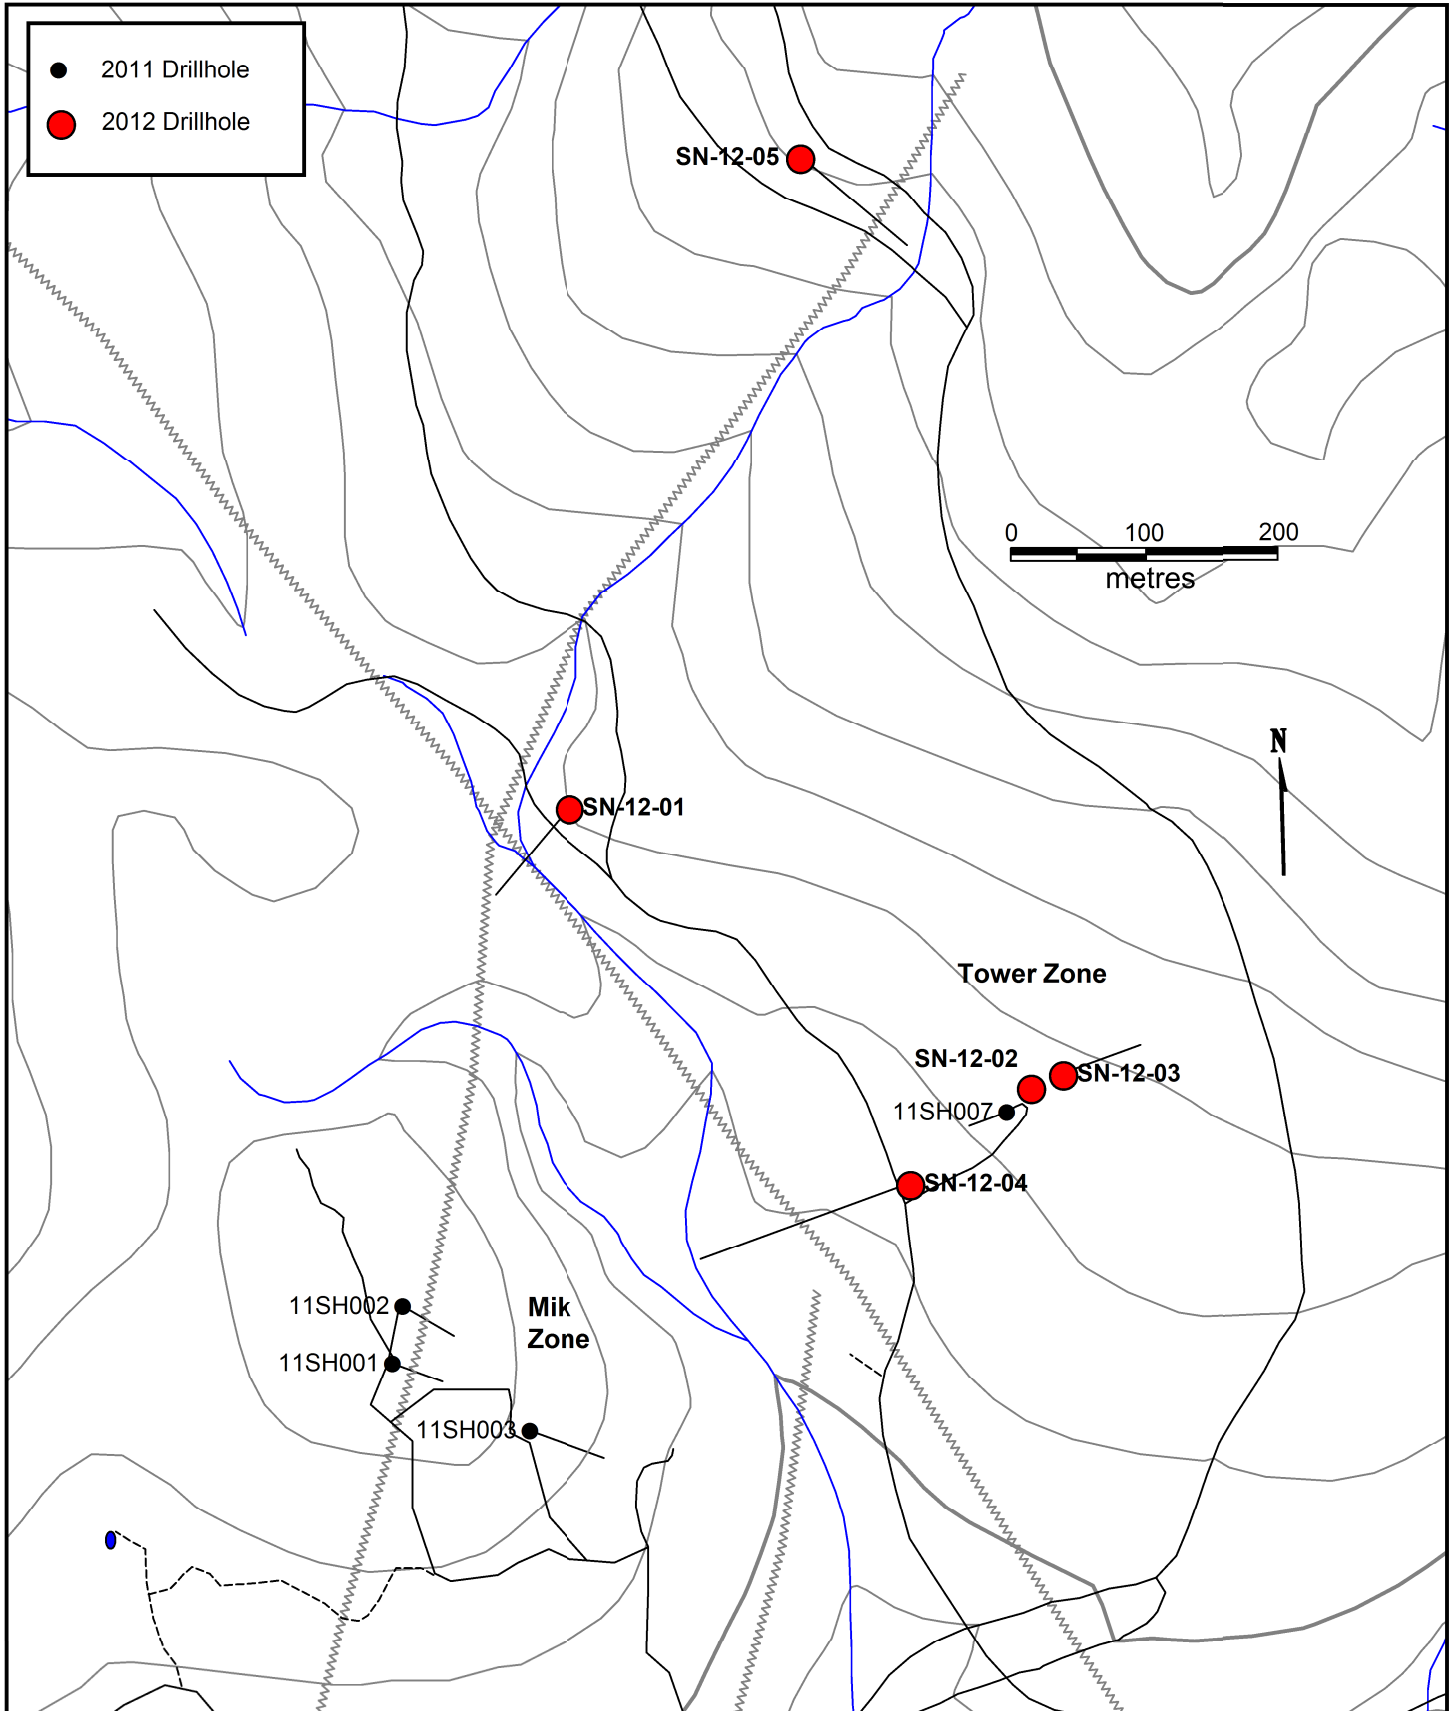 2011 Drillhole
2012 Drillhole
SN-12-05
0 100 200
metres
N
SN-12-01
Tower Zone
SN-12-02
SN-12-03
11SH007
SN-12-04
11SH002
Mik
Zone
11SH001
11SH003